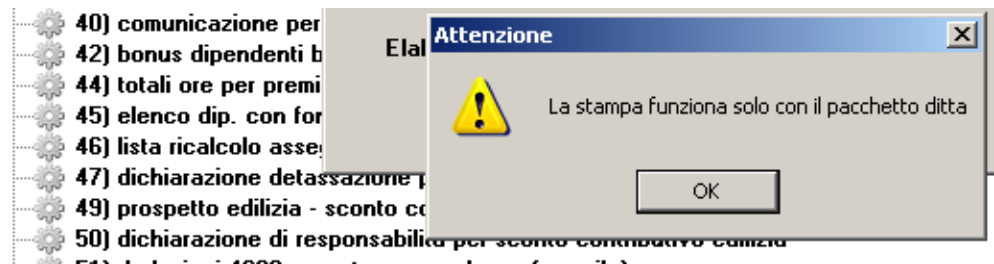 40) comunicazione per
42) bonus dipendenti b
44) totali ore per premi
45) elenco dip. con for
46) lista ricalcolo asse
47) dichiarazione detassazione
49) prospetto edilizia - sconto co
50) dichiarazione di responsabilità per sconto contributivo edilizia
Elal
Attenzione
La stampa funziona solo con il pacchetto ditta
OK